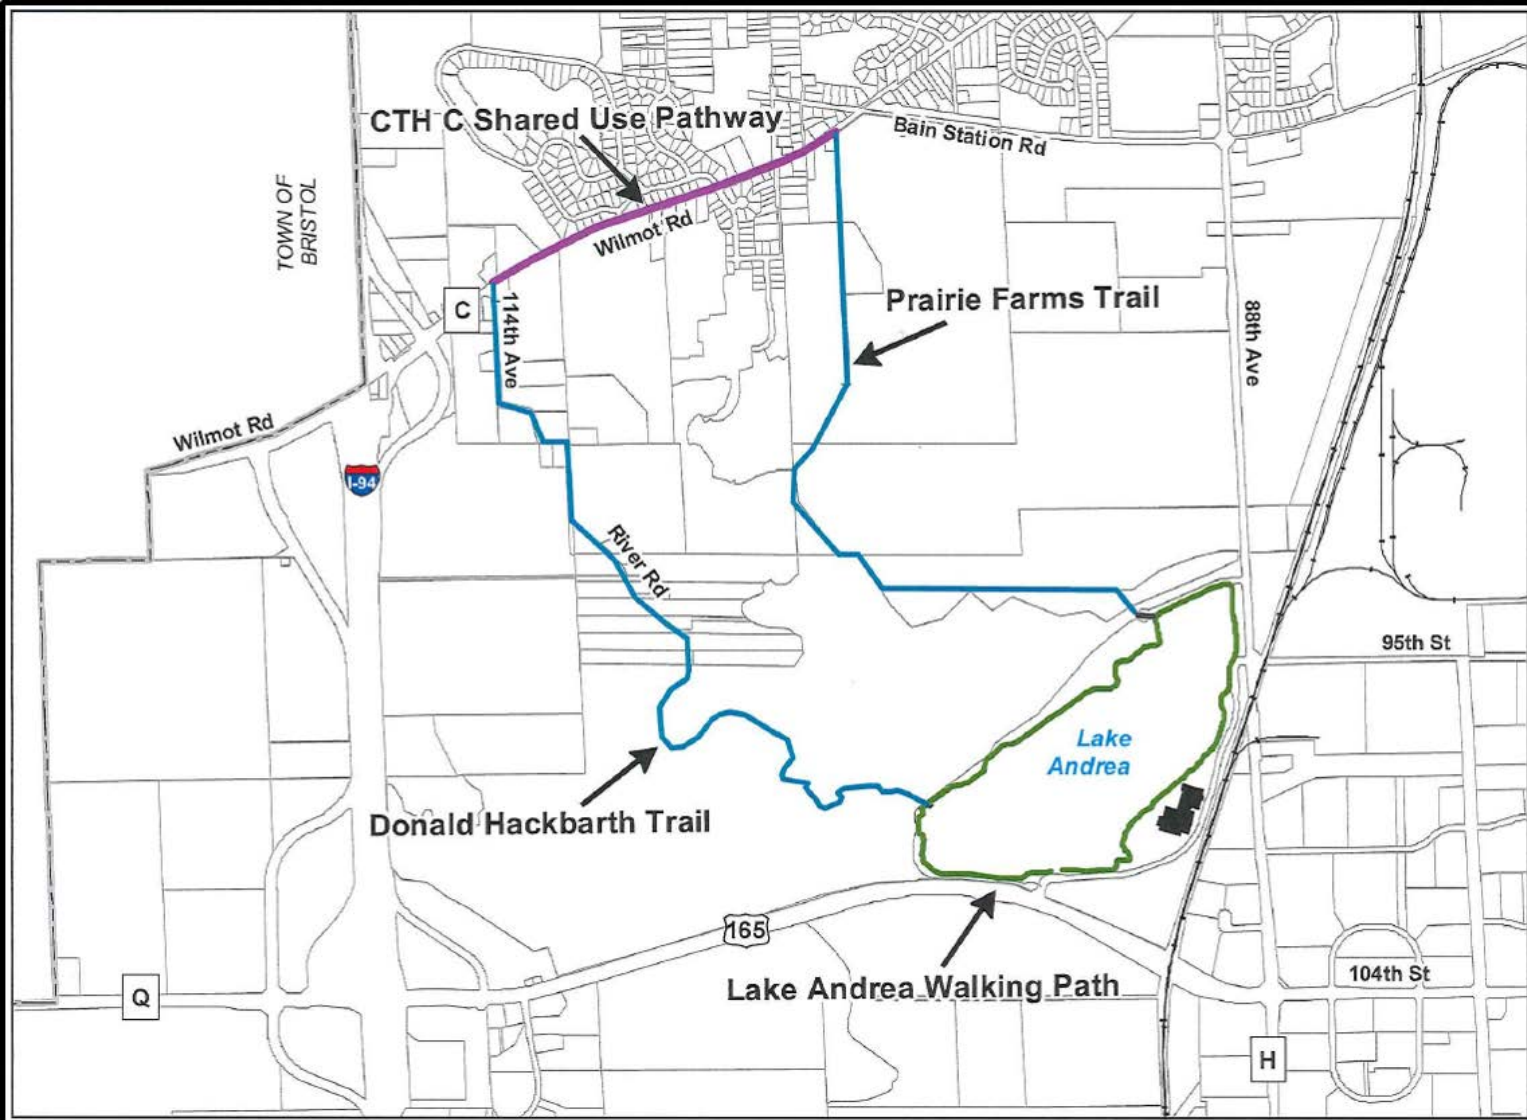 CTH C Shared Use Pathway
Bain Station Rd
TOWN OF
BRISTOL
Wilmot Rd
C
114th Ave
Prairie Farms Trail
88th Ave
Wilmot Rd
I-94
River Rd
95th St
Lake
Andrea
Donald Hackbarth Trail
165
Lake Andrea Walking Path
104th St
Q
H